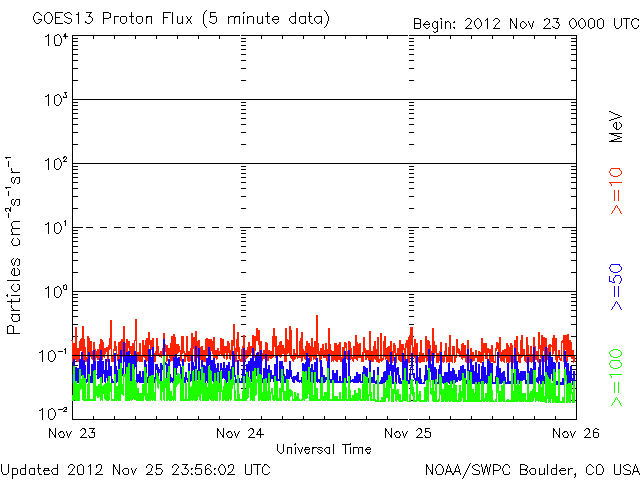 GOES13 Proton Flux (5 minute data)
Begin: 2012 Nov 23 0000 UTC
Particles cm⁻²s⁻¹sr⁻¹
10⁴
10³
10²
10¹
10⁰
10⁻¹
10⁻²
MeV
>=10
>=50
>=100
Nov 23
Nov 24
Nov 25
Nov 26
Universal Time
Updated 2012 Nov 25 23:56:02 UTC
NOAA/SWPC Boulder, CO USA